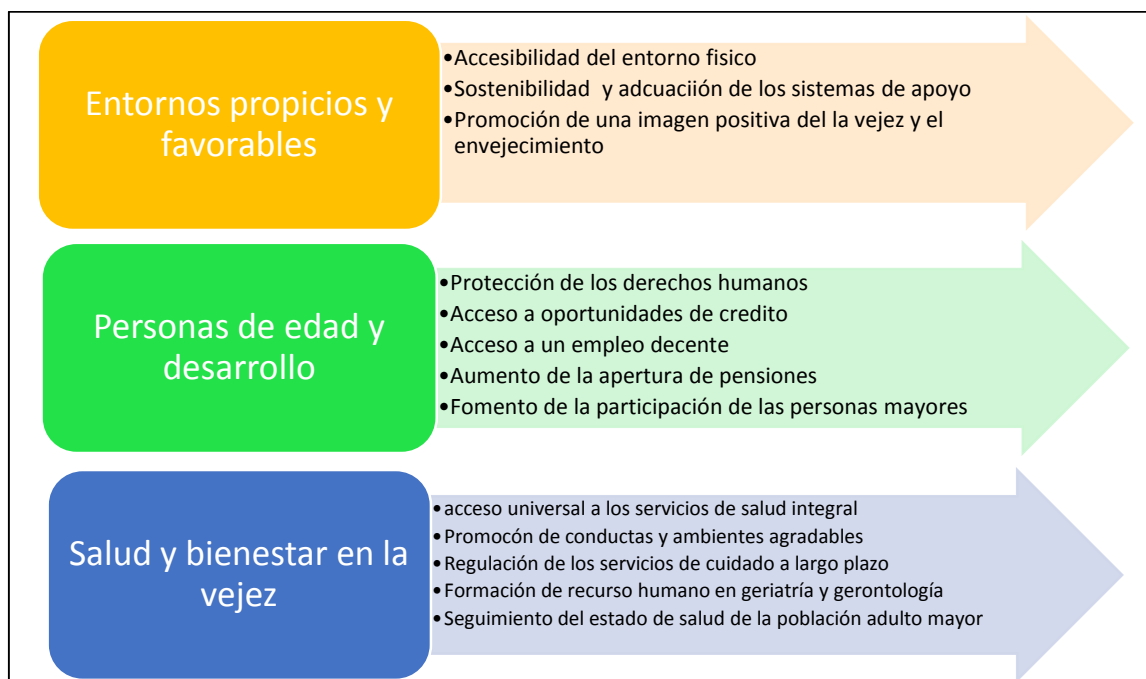 Entornos propicios y
favorables
•Accesibilidad del entorno fisico
•Sostenibilidad y adcuaciión de los sistemas de apoyo
•Promoción de una imagen positiva del la vejez y el
envejecimiento
Personas de edad y
desarrollo
•Protección de los derechos humanos
•Acceso a oportunidades de credito
•Acceso a un empleo decente
•Aumento de la apertura de pensiones
•Fomento de la participación de las personas mayores
Salud y bienestar en la
vejez
•acceso universal a los servicios de salud integral
•Promocón de conductas y ambientes agradables
•Regulación de los servicios de cuidado a largo plazo
•Formación de recurso humano en geriatría y gerontología
•Seguimiento del estado de salud de la población adulto mayor